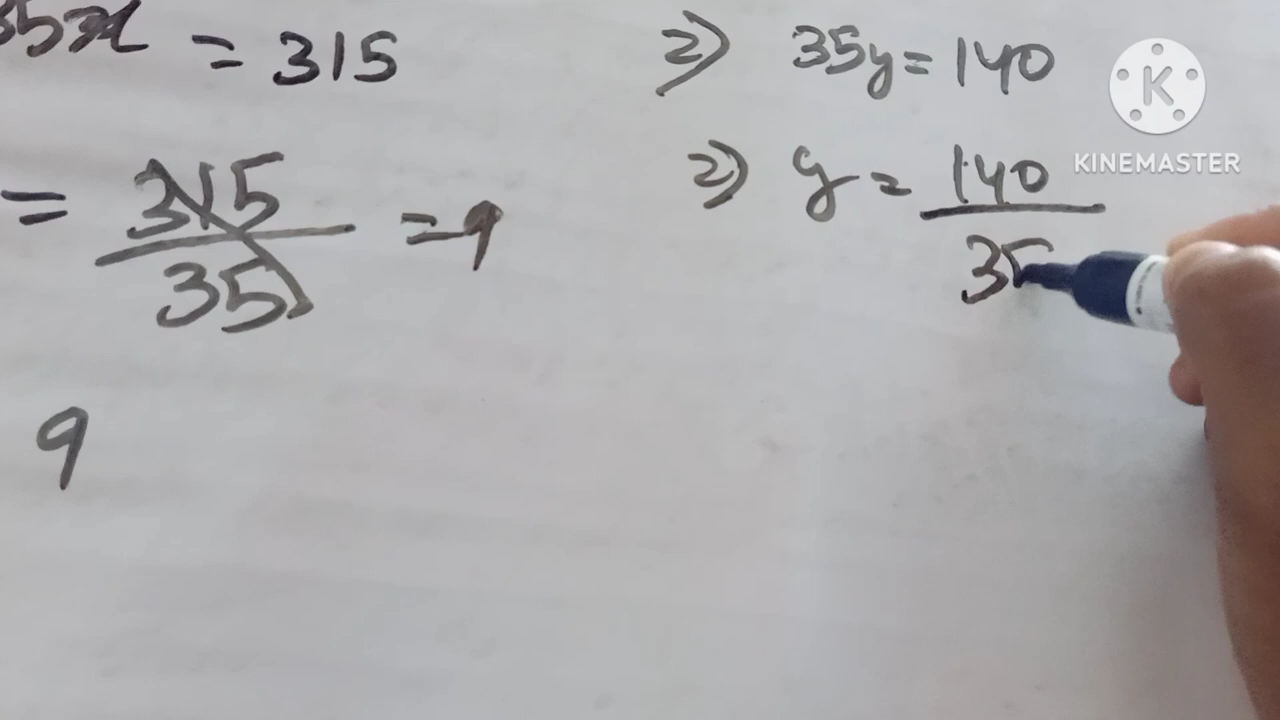 35x = 315
= 315/35 = 9
9
⇒ 35y = 140
⇒ y = 140/35
K
KINEMASTER